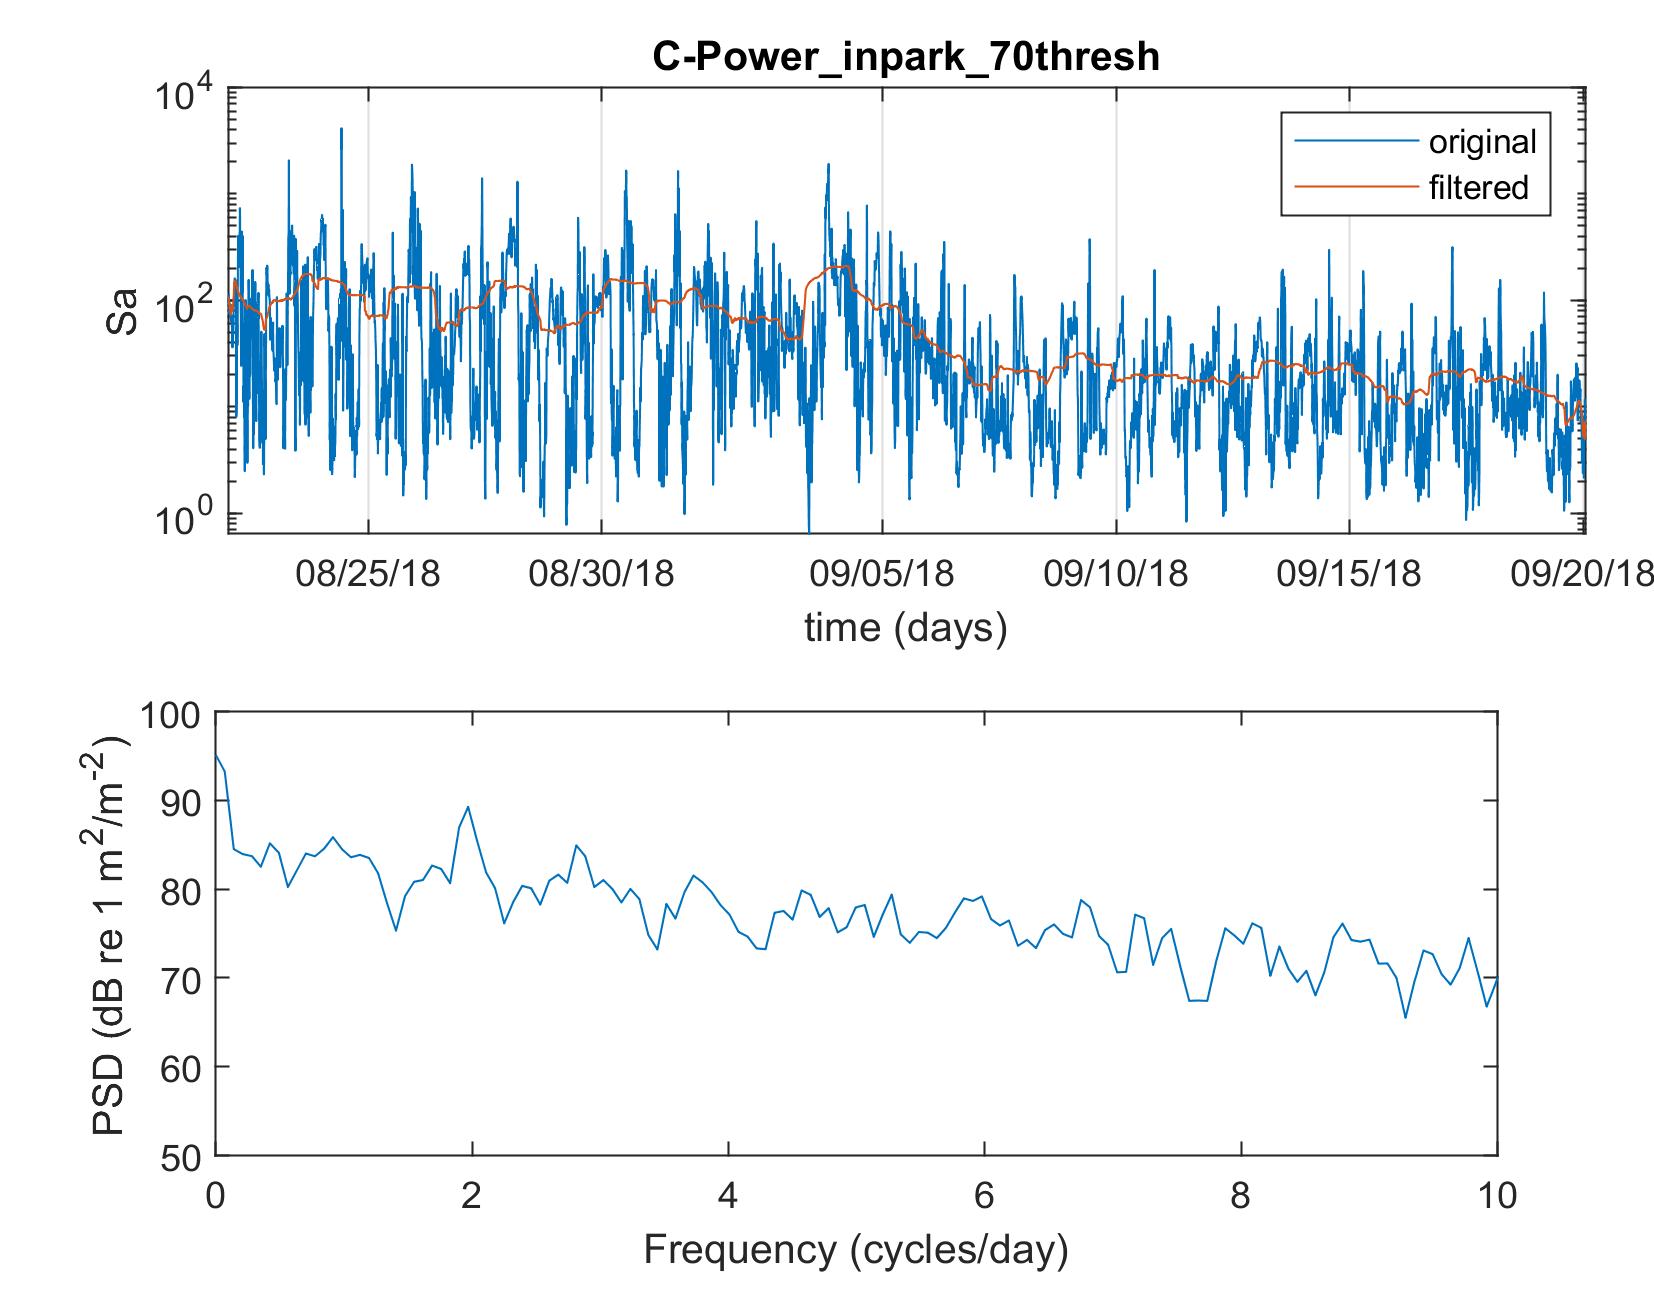 C-Power_inpark_70thresh
10^4
10^2
10^0
Sa
original
filtered
08/25/18 08/30/18 09/05/18 09/10/18 09/15/18 09/20/18
time (days)
100
90
80
70
60
50
PSD (dB re 1 m^2/m^-2)
0 2 4 6 8 10
Frequency (cycles/day)